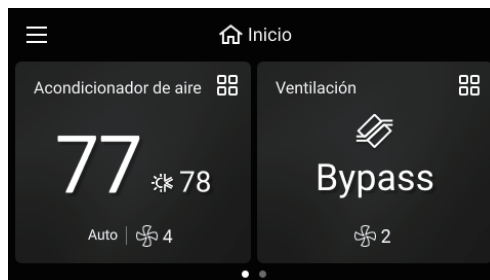 Inicio
Acondicionador de aire
77 78
Auto 4
Ventilación
Bypass
2